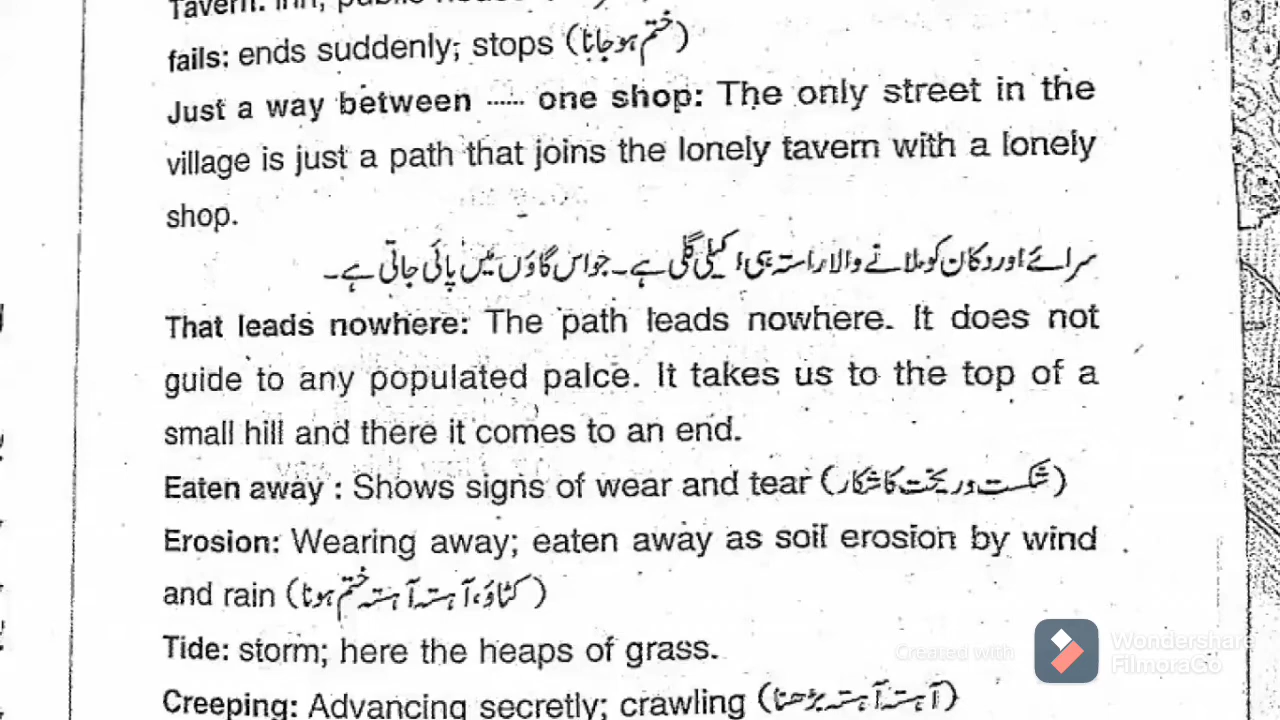 Tavern: inn; public house
fails: ends suddenly; stops (ختم ہو جانا)
Just a way between ...... one shop: The only street in the
village is just a path that joins the lonely tavern with a lonely
shop.
سرائے اور دکان کو ملانے والا راستہ ہی اکیلی گلی ہے۔ جو اس گاؤں میں پائی جاتی ہے۔
That leads nowhere: The path leads nowhere. It does not
guide to any populated palce. It takes us to the top of a
small hill and there it comes to an end.
Eaten away : Shows signs of wear and tear (شکست و ریخت کا شکار)
Erosion: Wearing away; eaten away as soil erosion by wind
and rain (کٹاؤ، آہستہ آہستہ ختم ہونا)
Tide: storm; here the heaps of grass.
Creeping: Advancing secretly; crawling (آہستہ آہستہ بڑھنا)
Created with
Wondershare
FilmoraGo